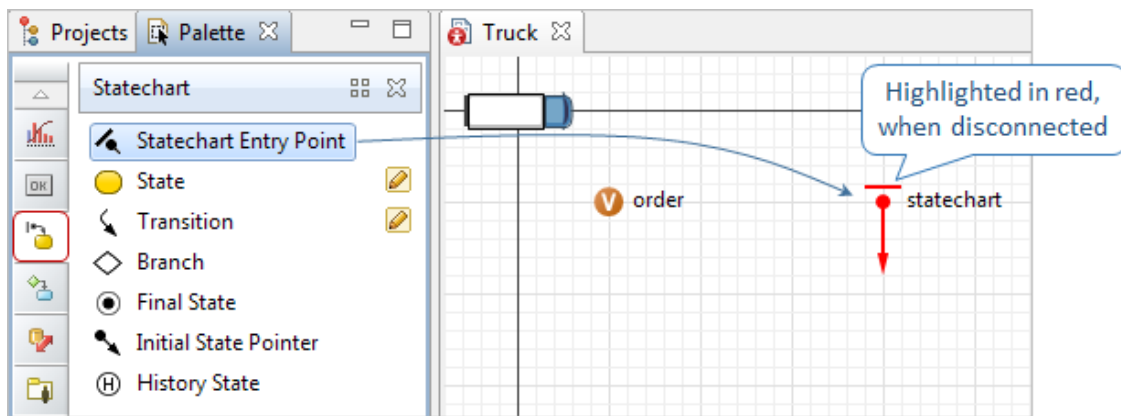 Projects Palette
Statechart
Statechart Entry Point
State
Transition
Branch
Final State
Initial State Pointer
H History State
OK
Truck
Highlighted in red,
when disconnected
V order
statechart